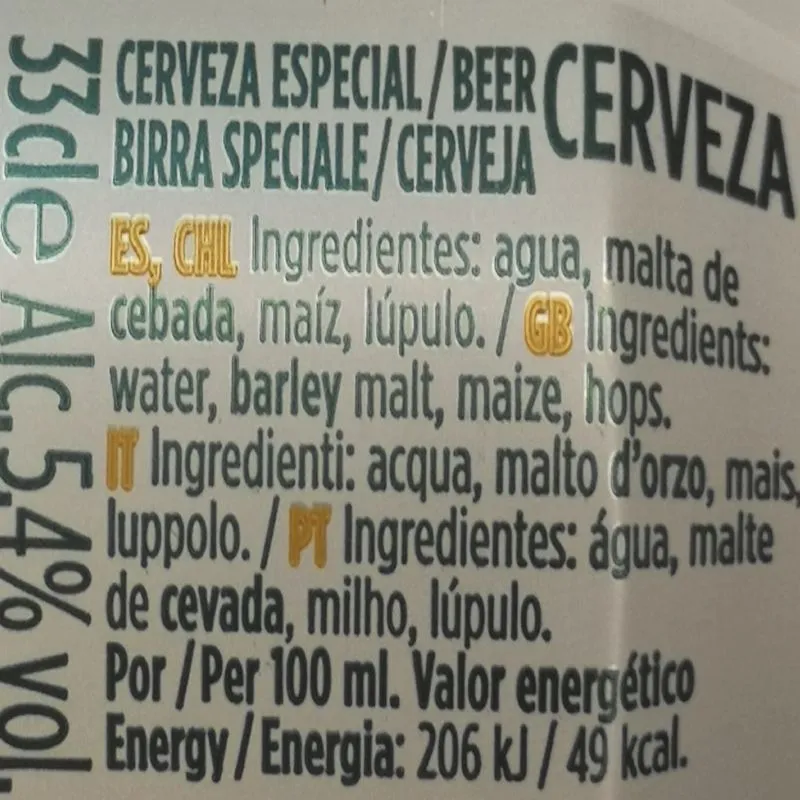 33cle Alc.5,4% vol.
CERVEZA ESPECIAL/BEER
BIRRA SPECIALE/CERVEJA
CERVEZA
ES, CHL Ingredientes: agua, malta de
cebada, maíz, lúpulo. / GB Ingredients:
water, barley malt, maize, hops.
IT Ingredienti: acqua, malto d'orzo, mais,
luppolo. / PT Ingredientes: água, malte
de cevada, milho, lúpulo.
Por / Per 100 ml. Valor energético
Energy / Energia: 206 kJ / 49 kcal.